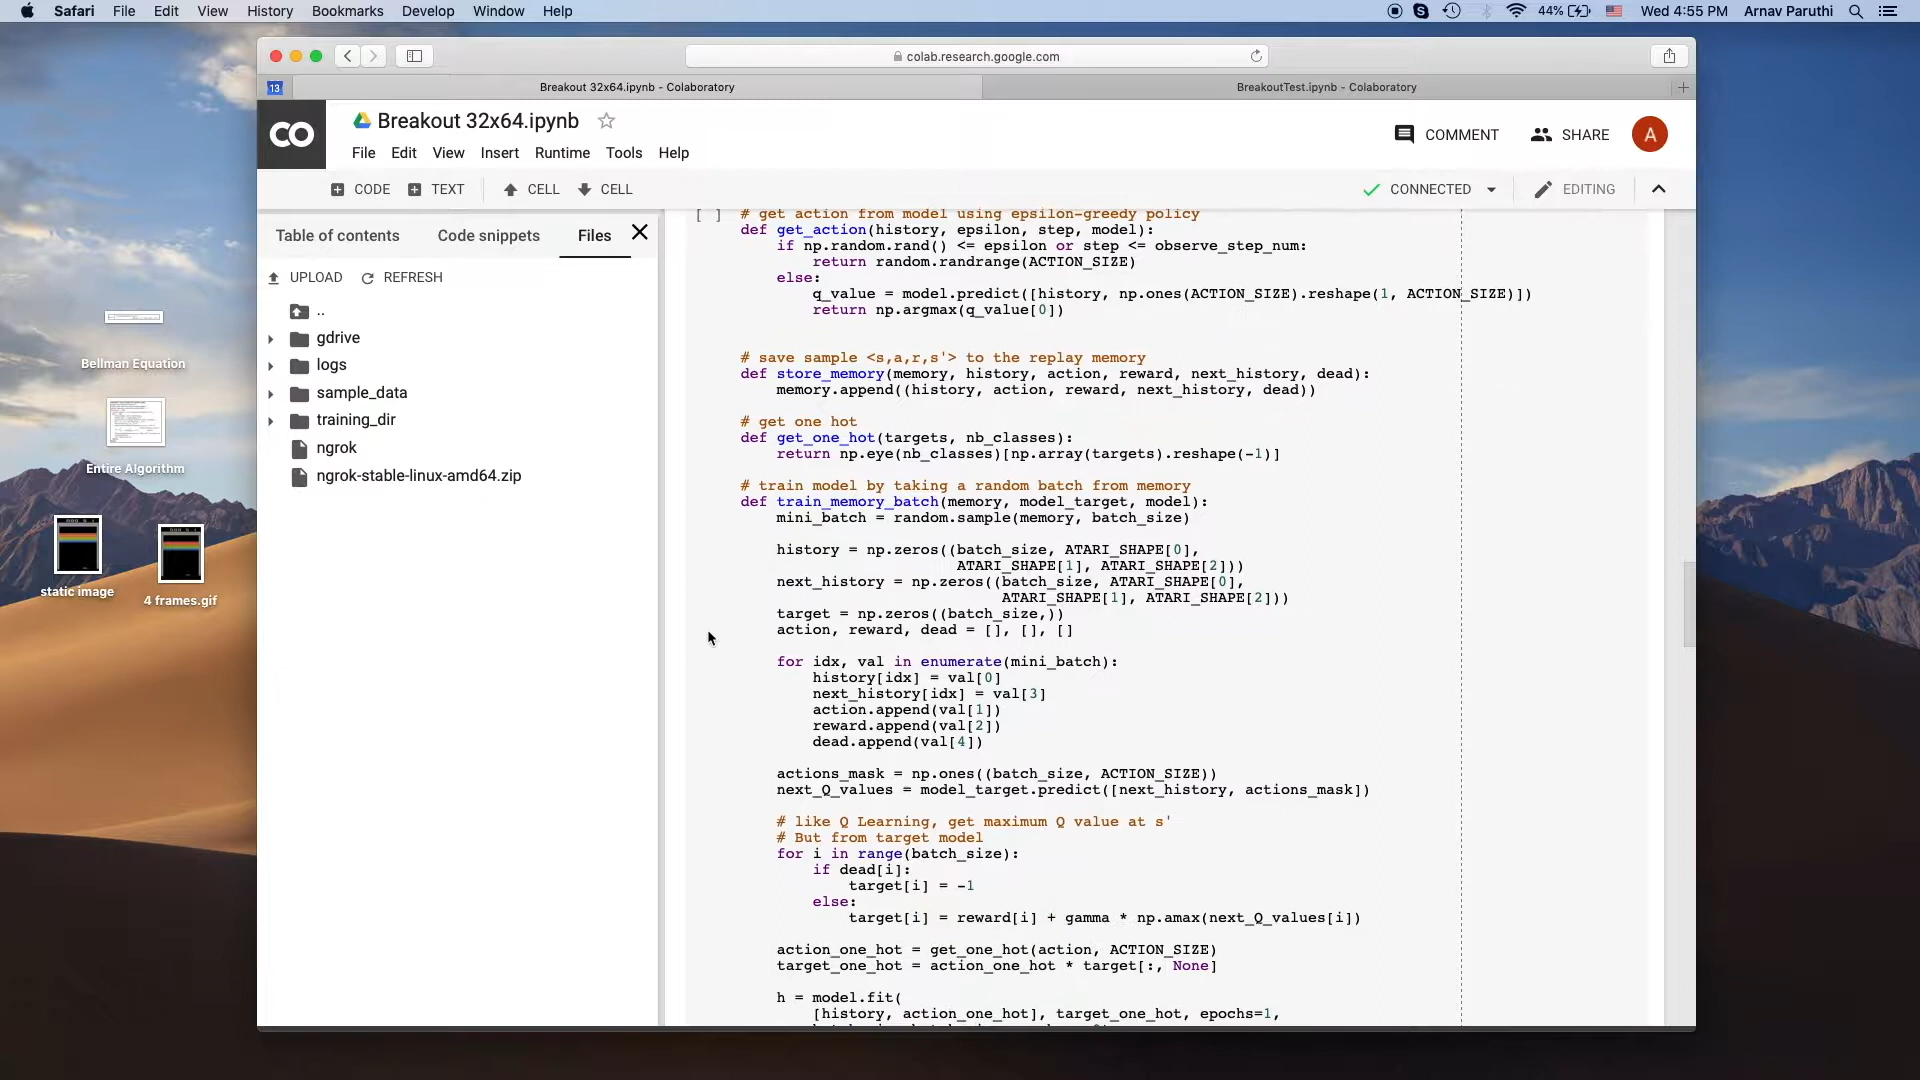 Safari File Edit View History Bookmarks Develop Window Help 44% Wed 4:55 PM Arnav Paruthi
colab.research.google.com
13 Breakout 32x64.ipynb - Colaboratory BreakoutTest.ipynb - Colaboratory
CO Breakout 32x64.ipynb COMMENT SHARE A
File Edit View Insert Runtime Tools Help
CODE TEXT CELL CELL CONNECTED EDITING
Table of contents Code snippets Files
UPLOAD REFRESH
..
gdrive
logs
sample_data
training_dir
ngrok
ngrok-stable-linux-amd64.zip
[ ] # get action from model using epsilon-greedy policy
def get_action(history, epsilon, step, model):
if np.random.rand() <= epsilon or step <= observe_step_num:
return random.randrange(ACTION_SIZE)
else:
q_value = model.predict([history, np.ones(ACTION_SIZE).reshape(1, ACTION_SIZE)])
return np.argmax(q_value[0])
# save sample <s,a,r,s'> to the replay memory
def store_memory(memory, history, action, reward, next_history, dead):
memory.append((history, action, reward, next_history, dead))
# get one hot
def get_one_hot(targets, nb_classes):
return np.eye(nb_classes)[np.array(targets).reshape(-1)]
# train model by taking a random batch from memory
def train_memory_batch(memory, model_target, model):
mini_batch = random.sample(memory, batch_size)
history = np.zeros((batch_size, ATARI_SHAPE[0],
ATARI_SHAPE[1], ATARI_SHAPE[2]))
next_history = np.zeros((batch_size, ATARI_SHAPE[0],
ATARI_SHAPE[1], ATARI_SHAPE[2]))
target = np.zeros((batch_size,))
action, reward, dead = [], [], []
for idx, val in enumerate(mini_batch):
history[idx] = val[0]
next_history[idx] = val[3]
action.append(val[1])
reward.append(val[2])
dead.append(val[4])
actions_mask = np.ones((batch_size, ACTION_SIZE))
next_Q_values = model_target.predict([next_history, actions_mask])
# like Q Learning, get maximum Q value at s'
# But from target model
for i in range(batch_size):
if dead[i]:
target[i] = -1
else:
target[i] = reward[i] + gamma * np.amax(next_Q_values[i])
action_one_hot = get_one_hot(action, ACTION_SIZE)
target_one_hot = action_one_hot * target[:, None]
h = model.fit(
[history, action_one_hot], target_one_hot, epochs=1,
Bellman Equation
Entire Algorithm
static image
4 frames.gif